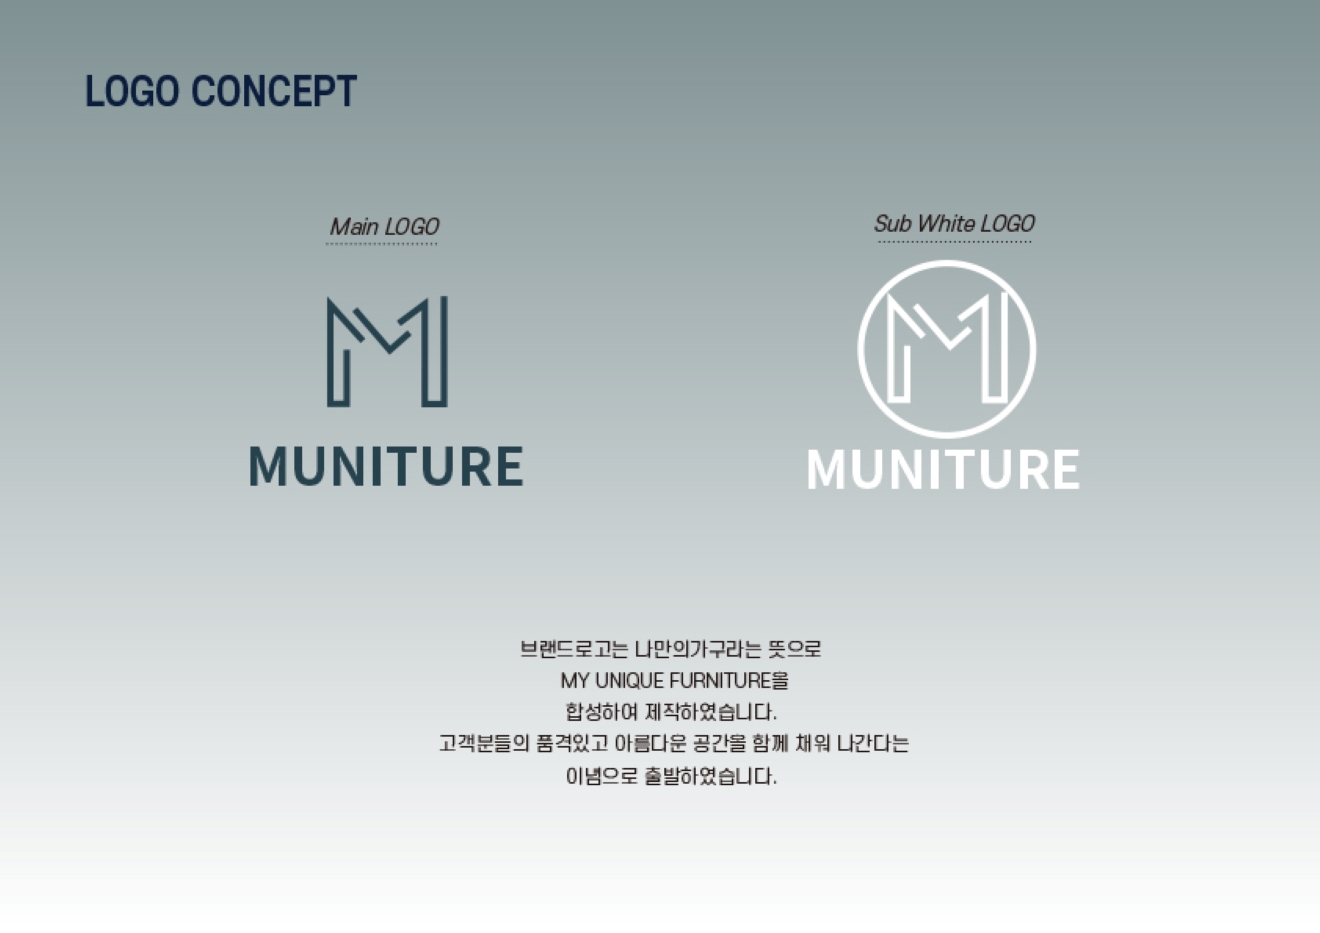 LOGO CONCEPT
Main LOGO
Sub White LOGO
M
M
MUNITURE
MUNITURE
브랜드로고는 나만의가구라는 뜻으로
MY UNIQUE FURNITURE을
합성하여 제작하였습니다.
고객분들의 품격있고 아름다운 공간을 함께 채워 나간다는
이념으로 출발하였습니다.